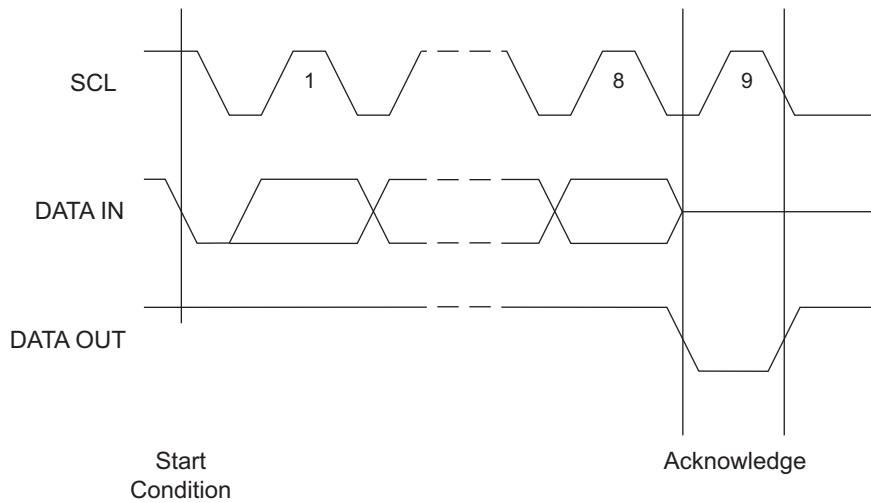 SCL
1
8
9
DATA IN
DATA OUT
Start
Condition
Acknowledge